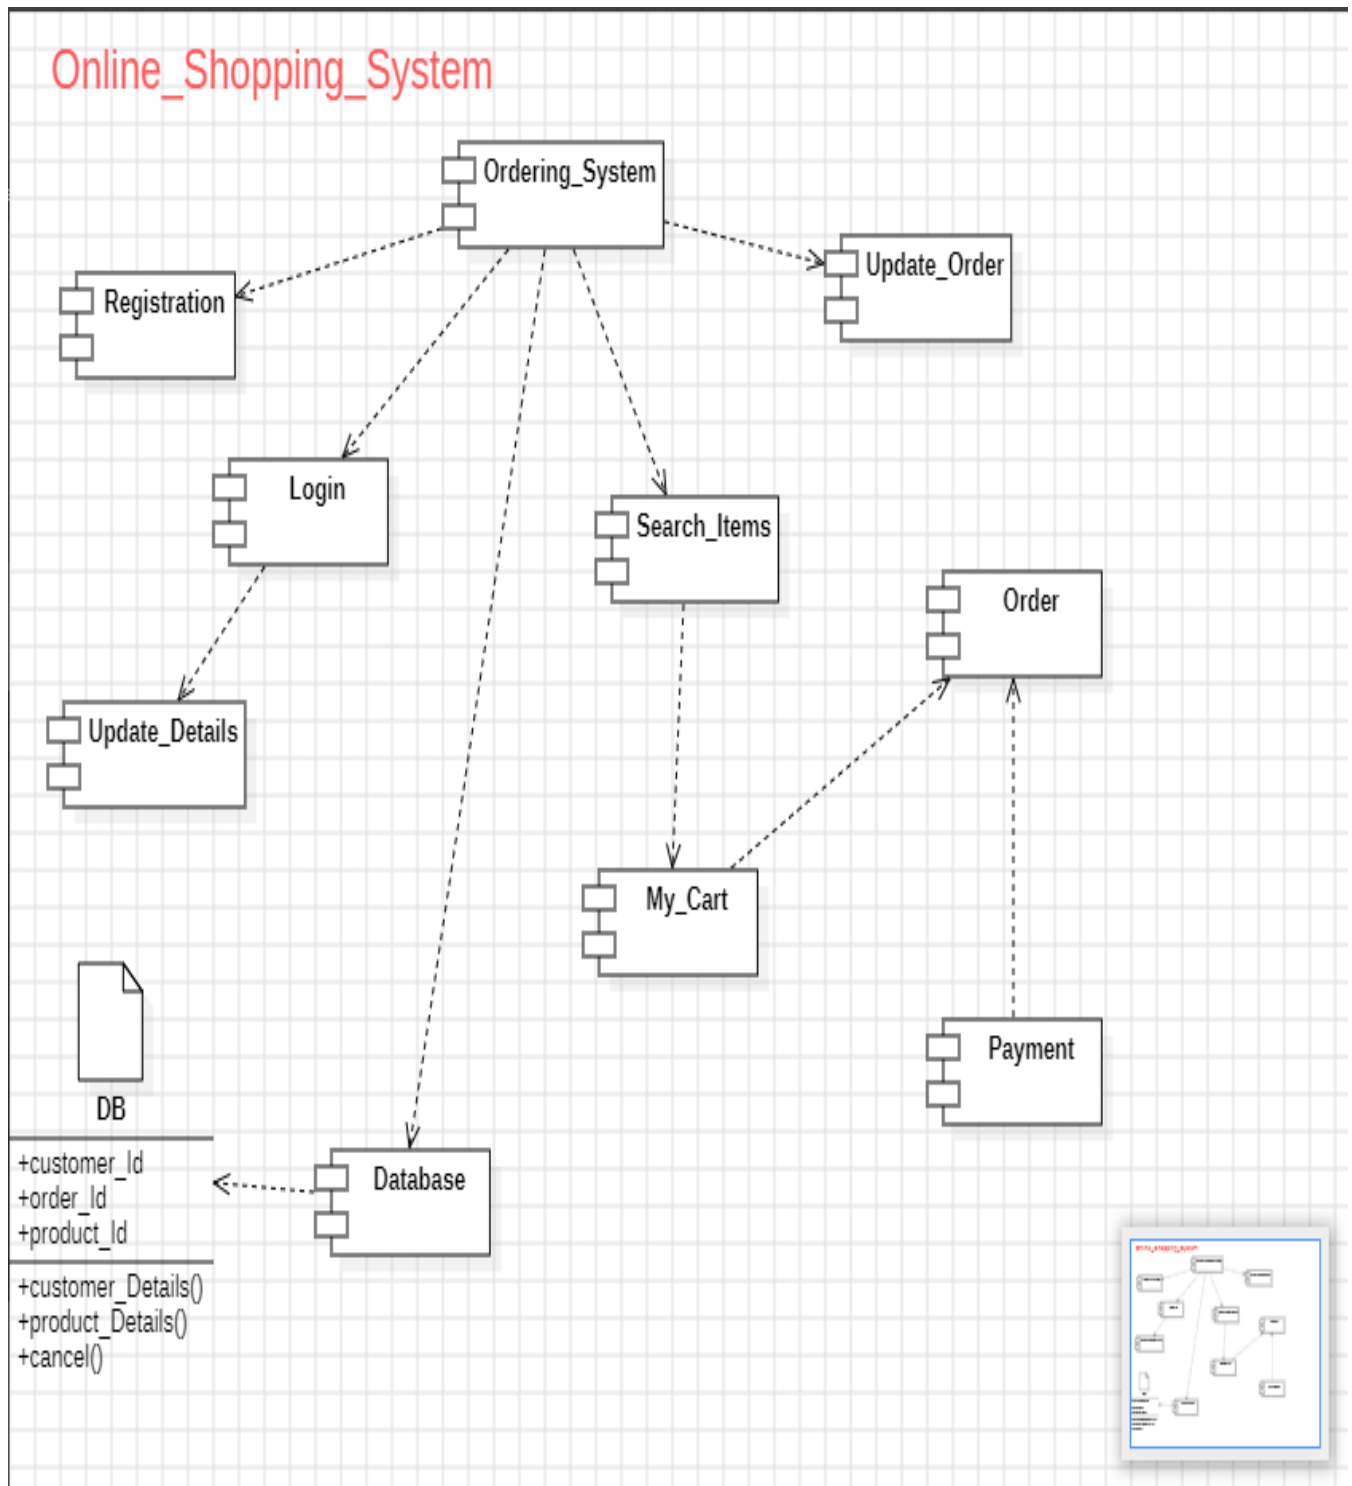 Online_Shopping_System
Ordering_System
Update_Order
Registration
Login
Search_Items
Order
Update_Details
My_Cart
Payment
DB
+customer_Id
+order_Id
+product_Id
Database
+customer_Details()
+product_Details()
+cancel()